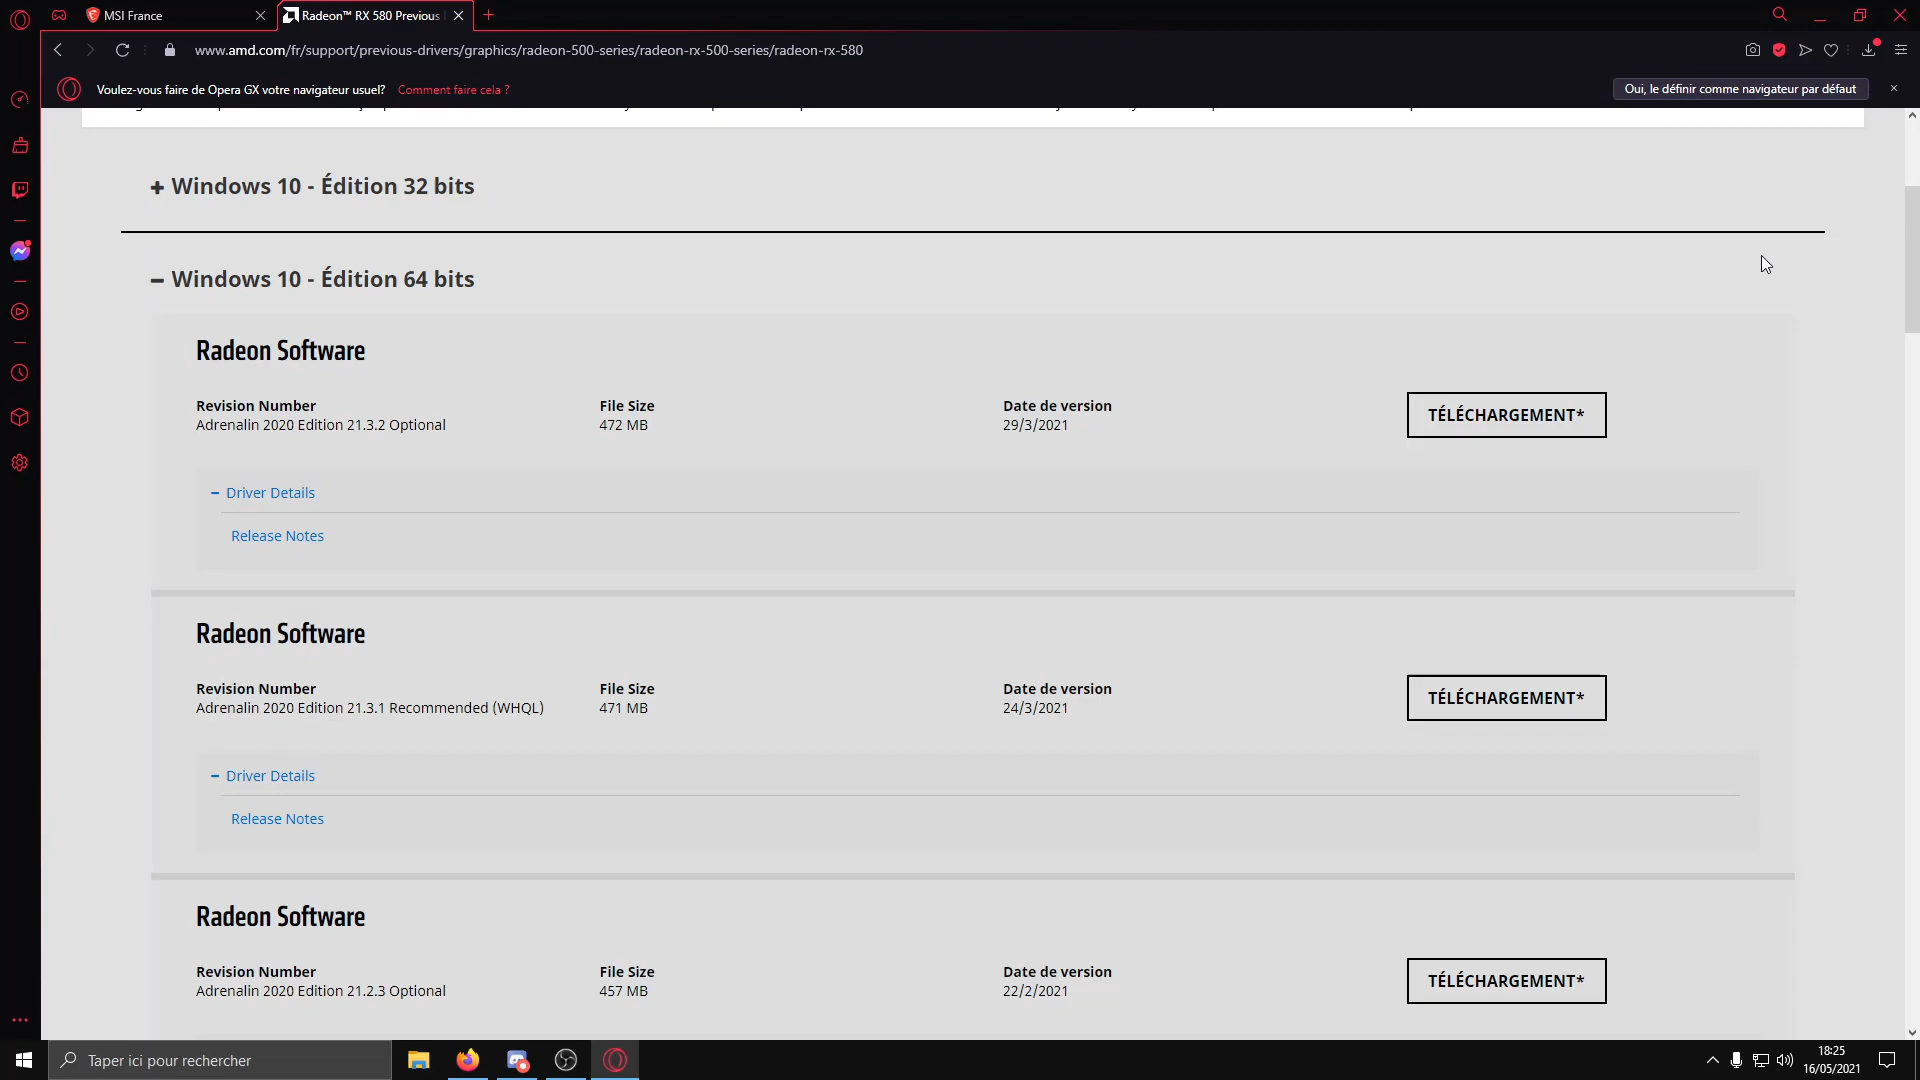 MSI France
Radeon™ RX 580 Previous
www.amd.com/fr/support/previous-drivers/graphics/radeon-500-series/radeon-rx-500-series/radeon-rx-580
Voulez-vous faire de Opera GX votre navigateur usuel? Comment faire cela ? Oui, le définir comme navigateur par défaut
Windows 10 - Édition 32 bits
Windows 10 - Édition 64 bits
Radeon Software
Revision Number File Size Date de version
Adrenalin 2020 Edition 21.3.2 Optional 472 MB 29/3/2021
TÉLÉCHARGEMENT*
Driver Details
Release Notes
Radeon Software
Revision Number File Size Date de version
Adrenalin 2020 Edition 21.3.1 Recommended (WHQL) 471 MB 24/3/2021
TÉLÉCHARGEMENT*
Driver Details
Release Notes
Radeon Software
Revision Number File Size Date de version
Adrenalin 2020 Edition 21.2.3 Optional 457 MB 22/2/2021
TÉLÉCHARGEMENT*
Taper ici pour rechercher
18:25
16/05/2021